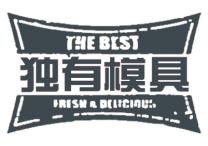 THE BEST
独有模具
FRESH & DELICIOUS